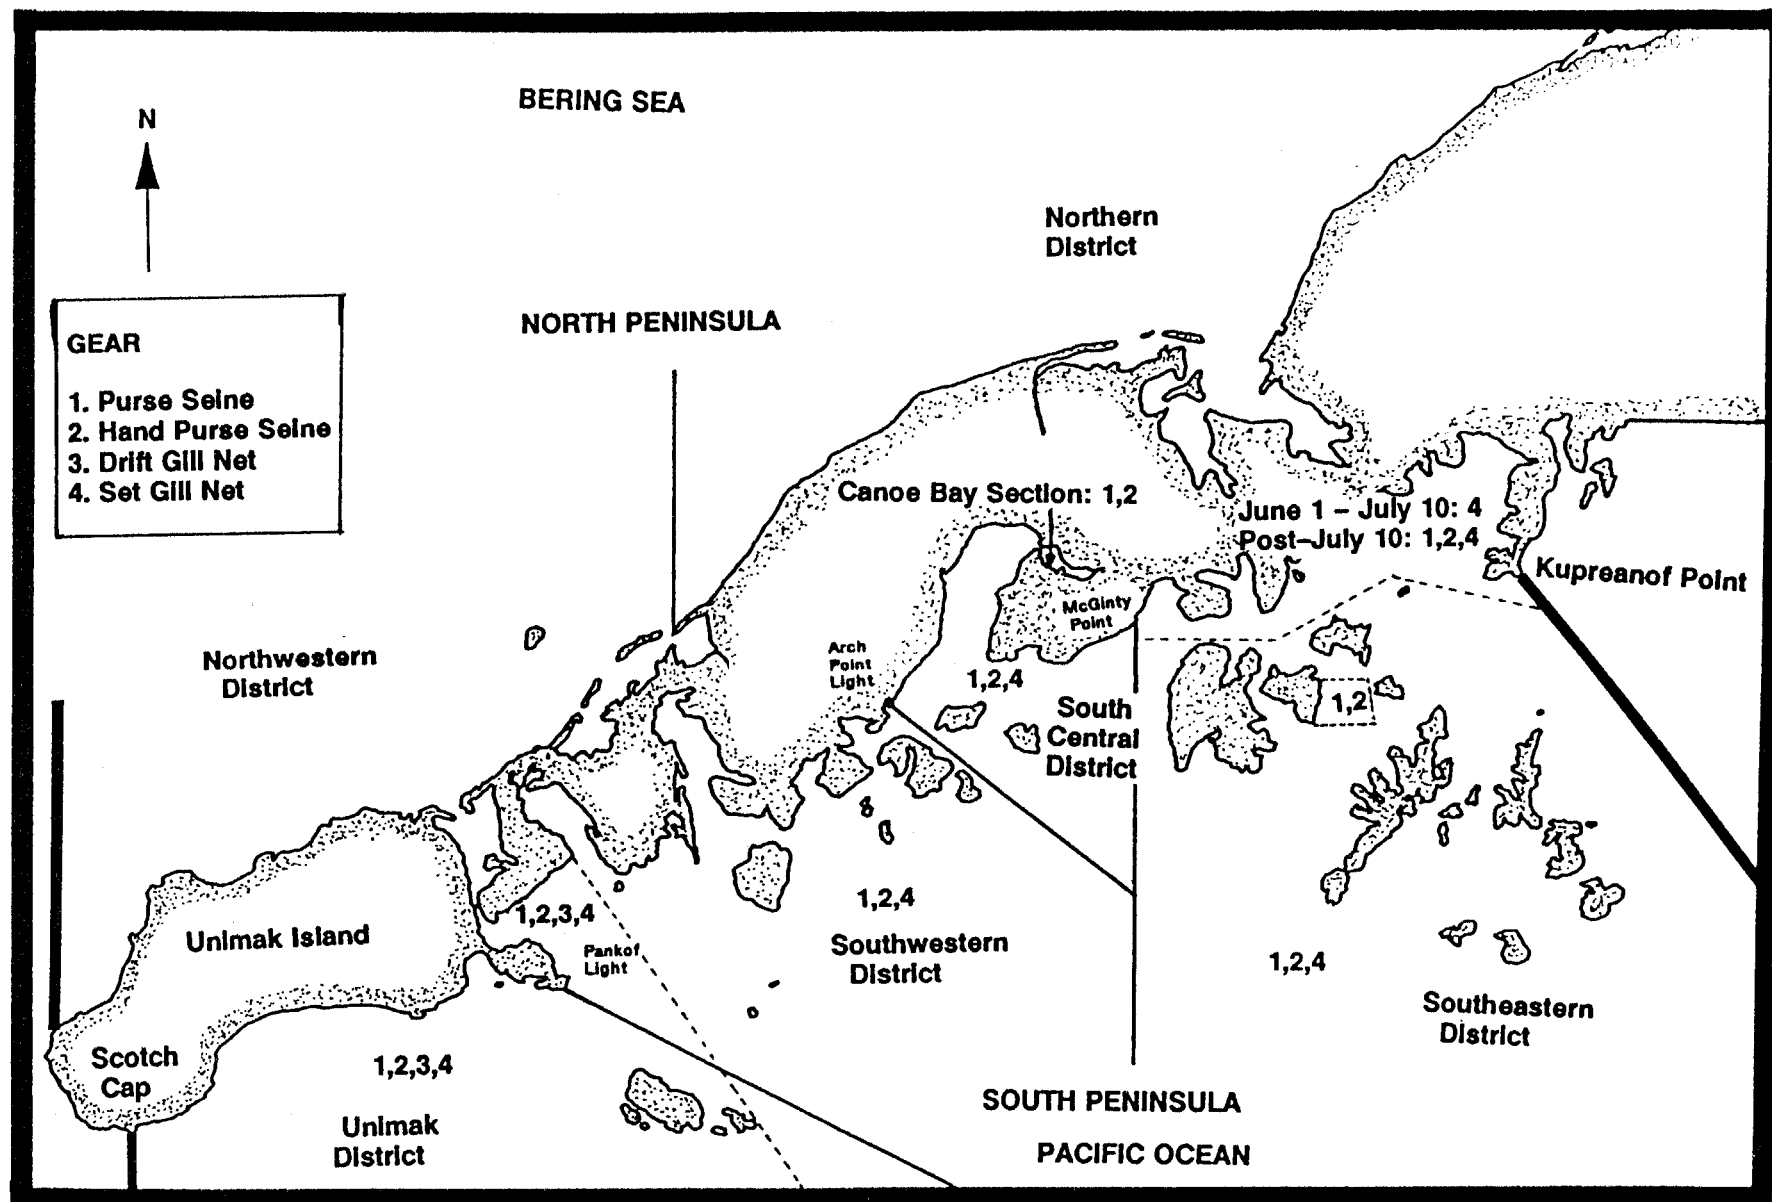 BERING SEA
N
Northern
District
GEAR
1. Purse Seine
2. Hand Purse Seine
3. Drift Gill Net
4. Set Gill Net
NORTH PENINSULA
Canoe Bay Section: 1,2
June 1 – July 10: 4
Post–July 10: 1,2,4
Kupreanof Point
McGinty
Point
Northwestern
District
Arch
Point
Light
1,2,4
South
Central
District
1,2
1,2,4
Southwestern
District
1,2,3,4
Pankof
Light
Unimak Island
1,2,4
Southeastern
District
Scotch
Cap
1,2,3,4
Unimak
District
SOUTH PENINSULA
PACIFIC OCEAN